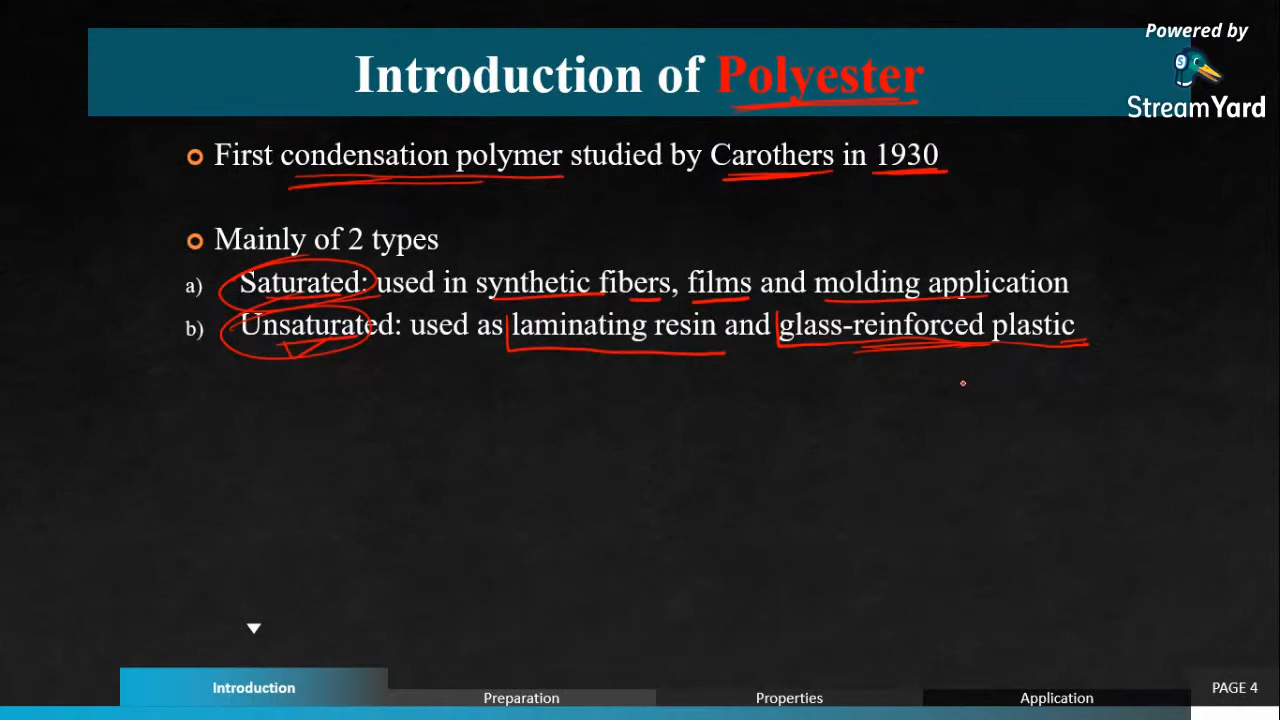 Powered by
StreamYard
Introduction of Polyester
First condensation polymer studied by Carothers in 1930
Mainly of 2 types
a) Saturated: used in synthetic fibers, films and molding application
b) Unsaturated: used as laminating resin and glass-reinforced plastic
Introduction
Preparation
Properties
Application
PAGE 4